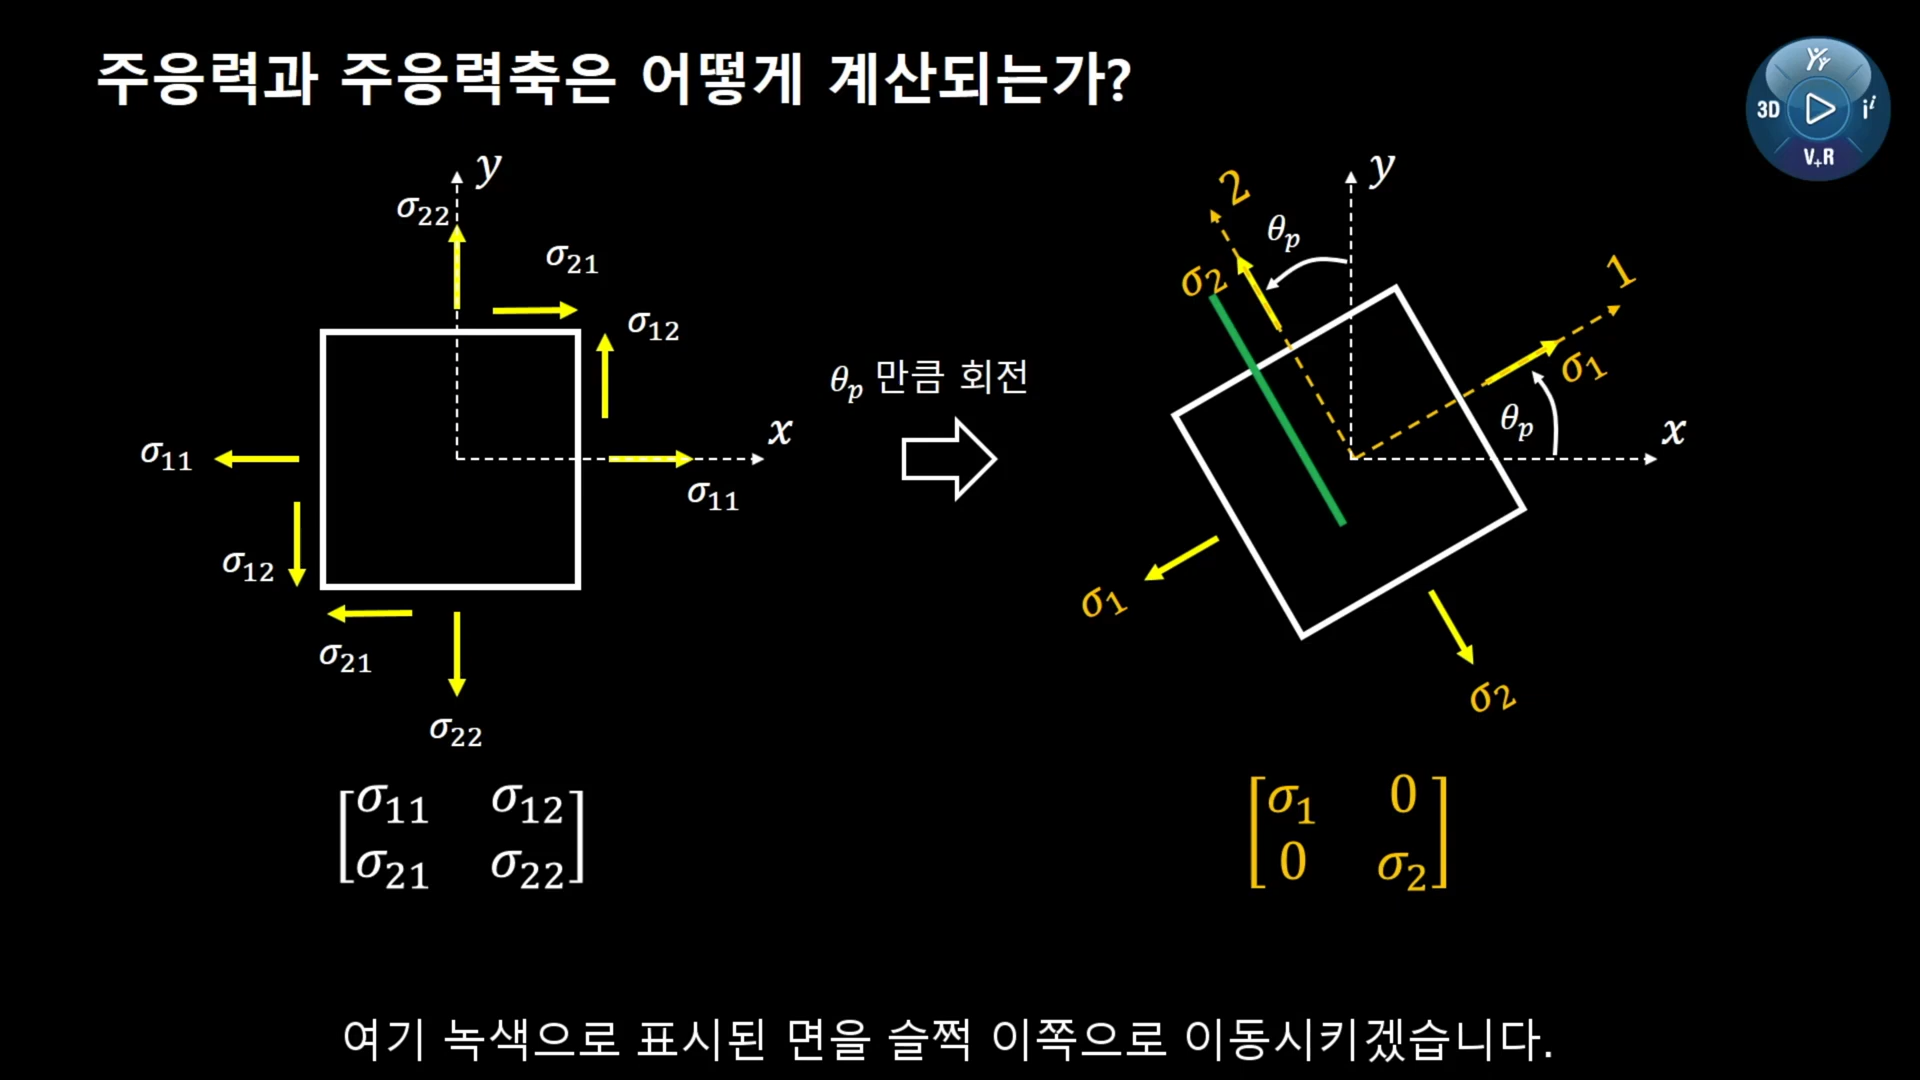 주응력과 주응력축은 어떻게 계산되는가?
3D
V+R
y
σ22
σ21
σ12
x
σ11
σ11
σ12
σ21
σ22
θp 만큼 회전
y
2
θp
σ2
1
σ1
θp
x
σ1
σ2
[σ11 σ12]
[σ21 σ22]
[σ1 0]
[0 σ2]
여기 녹색으로 표시된 면을 슬쩍 이쪽으로 이동시키겠습니다.